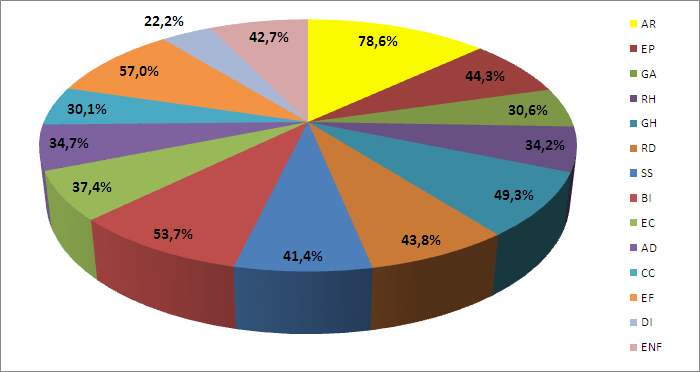 22,2%
42,7%
78,6%
57,0%
44,3%
30,1%
30,6%
34,7%
34,2%
37,4%
49,3%
53,7%
41,4%
43,8%
AR
EP
GA
RH
GH
RD
SS
BI
EC
AD
CC
EF
DI
ENF